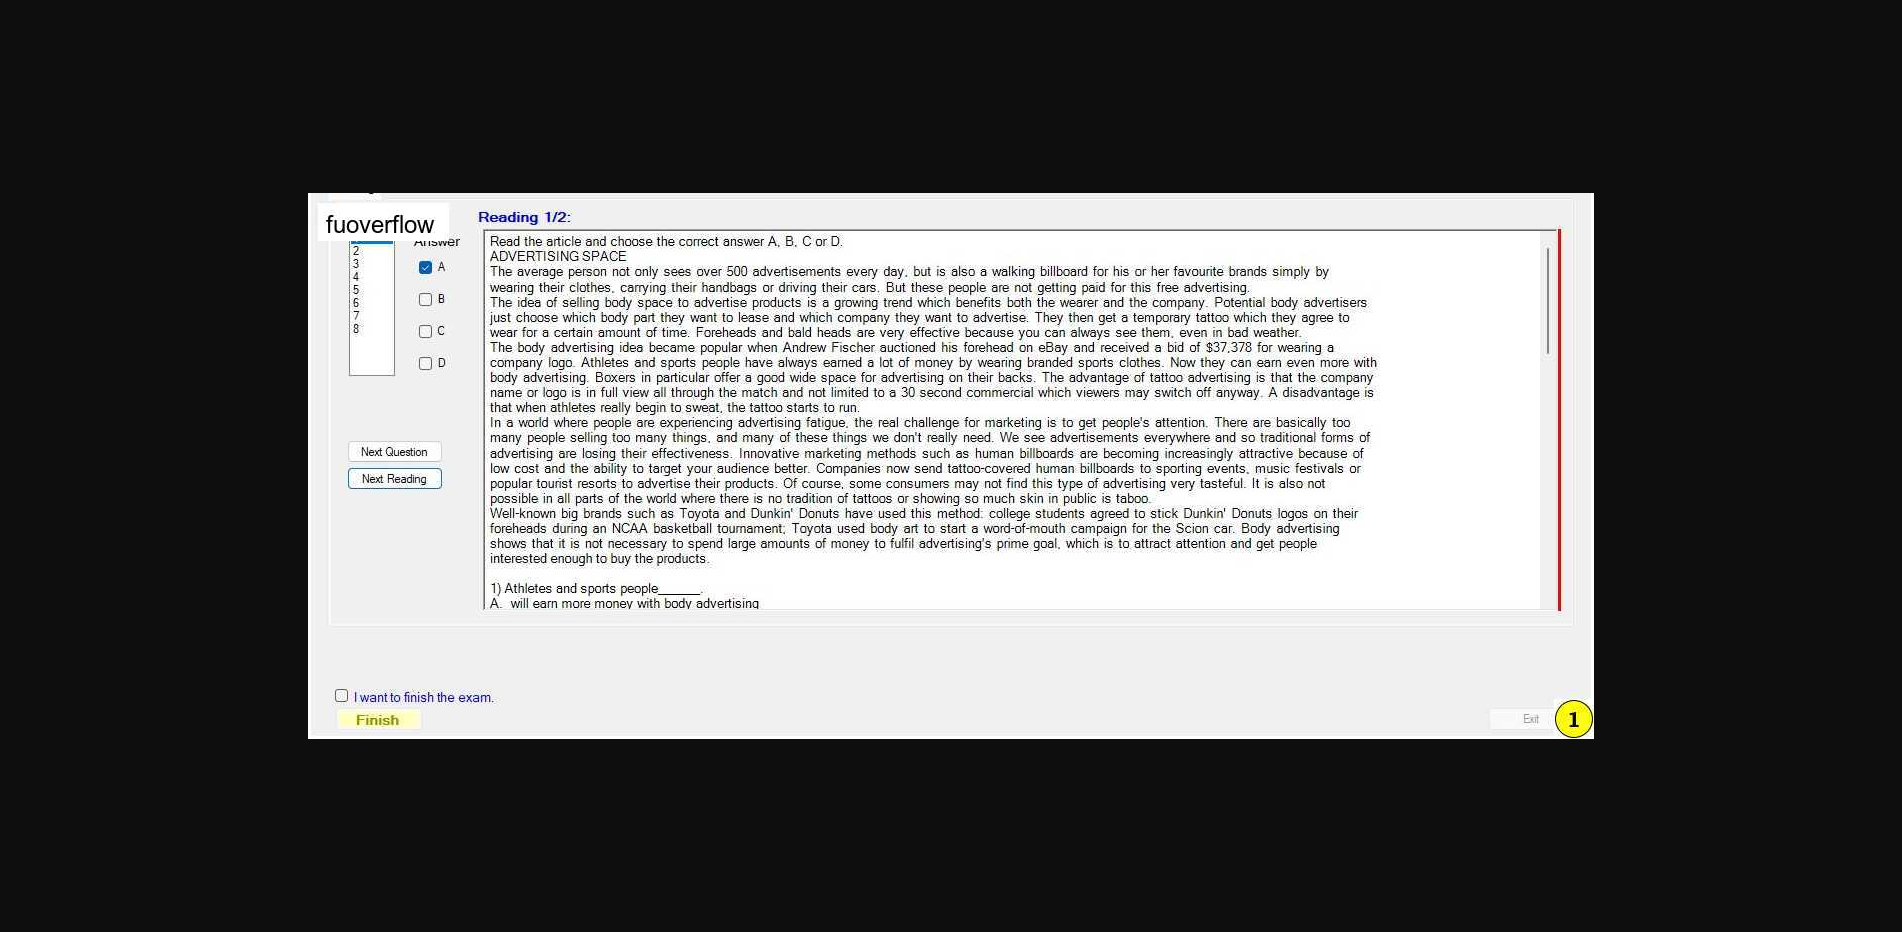 fuoverflow
Reading 1/2:
Answer
2
3
4
5
6
7
8
A
B
C
D
Next Question
Next Reading
Read the article and choose the correct answer A, B, C or D.
ADVERTISING SPACE
The average person not only sees over 500 advertisements every day, but is also a walking billboard for his or her favourite brands simply by
wearing their clothes, carrying their handbags or driving their cars. But these people are not getting paid for this free advertising.
The idea of selling body space to advertise products is a growing trend which benefits both the wearer and the company. Potential body advertisers
just choose which body part they want to lease and which company they want to advertise. They then get a temporary tattoo which they agree to
wear for a certain amount of time. Foreheads and bald heads are very effective because you can always see them, even in bad weather.
The body advertising idea became popular when Andrew Fischer auctioned his forehead on eBay and received a bid of $37,378 for wearing a
company logo. Athletes and sports people have always earned a lot of money by wearing branded sports clothes. Now they can earn even more with
body advertising. Boxers in particular offer a good wide space for advertising on their backs. The advantage of tattoo advertising is that the company
name or logo is in full view all through the match and not limited to a 30 second commercial which viewers may switch off anyway. A disadvantage is
that when athletes really begin to sweat, the tattoo starts to run.
In a world where people are experiencing advertising fatigue, the real challenge for marketing is to get people's attention. There are basically too
many people selling too many things, and many of these things we don't really need. We see advertisements everywhere and so traditional forms of
advertising are losing their effectiveness. Innovative marketing methods such as human billboards are becoming increasingly attractive because of
low cost and the ability to target your audience better. Companies now send tattoo-covered human billboards to sporting events, music festivals or
popular tourist resorts to advertise their products. Of course, some consumers may not find this type of advertising very tasteful. It is also not
possible in all parts of the world where there is no tradition of tattoos or showing so much skin in public is taboo.
Well-known big brands such as Toyota and Dunkin' Donuts have used this method: college students agreed to stick Dunkin' Donuts logos on their
foreheads during an NCAA basketball tournament; Toyota used body art to start a word-of-mouth campaign for the Scion car. Body advertising
shows that it is not necessary to spend large amounts of money to fulfil advertising's prime goal, which is to attract attention and get people
interested enough to buy the products.
1) Athletes and sports people______.
A. will earn more money with body advertising
I want to finish the exam.
Finish
Exit
1